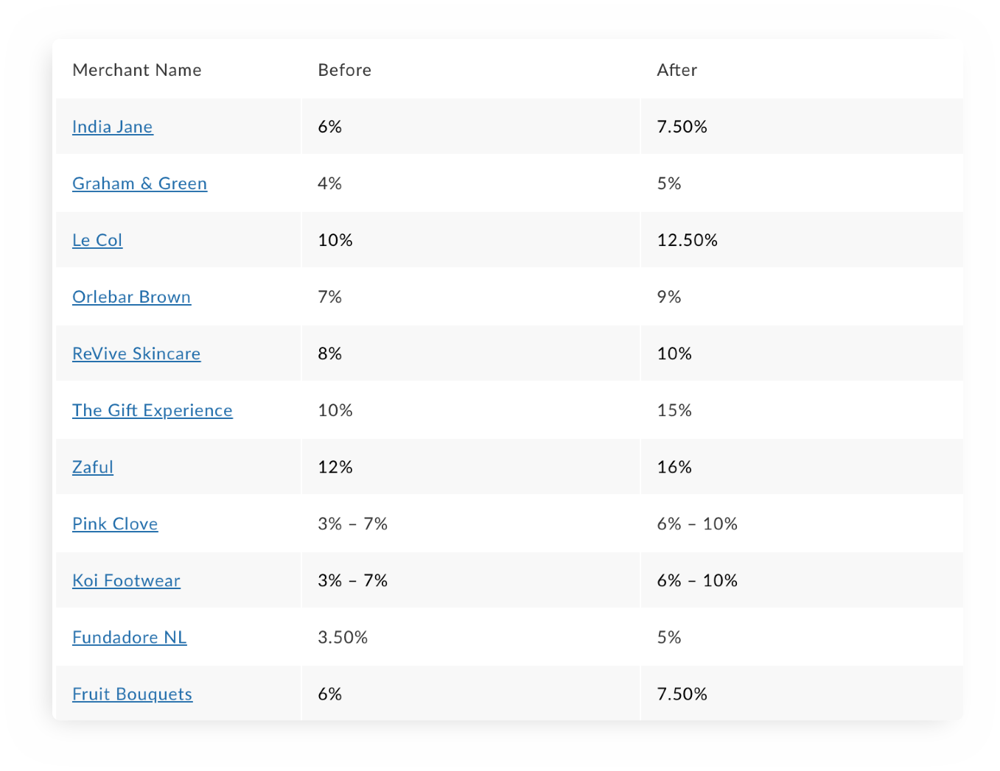 Merchant Name Before After
India Jane 6% 7.50%
Graham & Green 4% 5%
Le Col 10% 12.50%
Orlebar Brown 7% 9%
ReVive Skincare 8% 10%
The Gift Experience 10% 15%
Zaful 12% 16%
Pink Clove 3% – 7% 6% – 10%
Koi Footwear 3% – 7% 6% – 10%
Fundadore NL 3.50% 5%
Fruit Bouquets 6% 7.50%